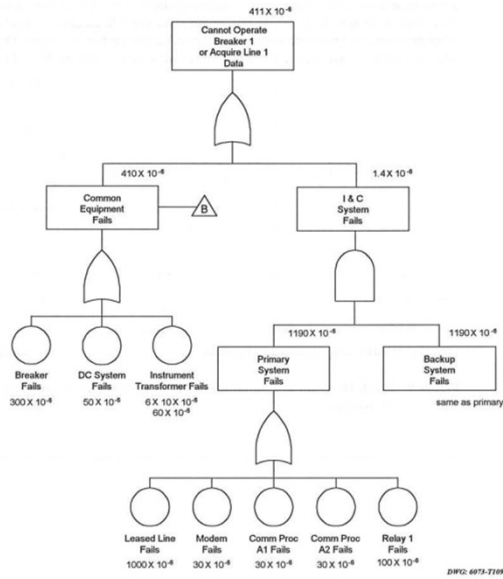 411 X 10⁻⁶
Cannot Operate
Breaker 1
or Acquire Line 1
Data
410 X 10⁻⁶
1.4 X 10⁻⁶
Common
Equipment
Fails
B
I & C
System
Fails
1190 X 10⁻⁶
1190 X 10⁻⁶
Breaker
Fails
300 X 10⁻⁶
DC System
Fails
50 X 10⁻⁶
Instrument
Transformer Fails
6 X 10 X 10⁻⁶
60 X 10⁻⁶
Primary
System
Fails
Backup
System
Fails
same as primary
Leased Line
Fails
1000 X 10⁻⁶
Modem
Fails
30 X 10⁻⁶
Comm Proc
A1 Fails
30 X 10⁻⁶
Comm Proc
A2 Fails
30 X 10⁻⁶
Relay 1
Fails
100 X 10⁻⁶
DWG: 6073-T109